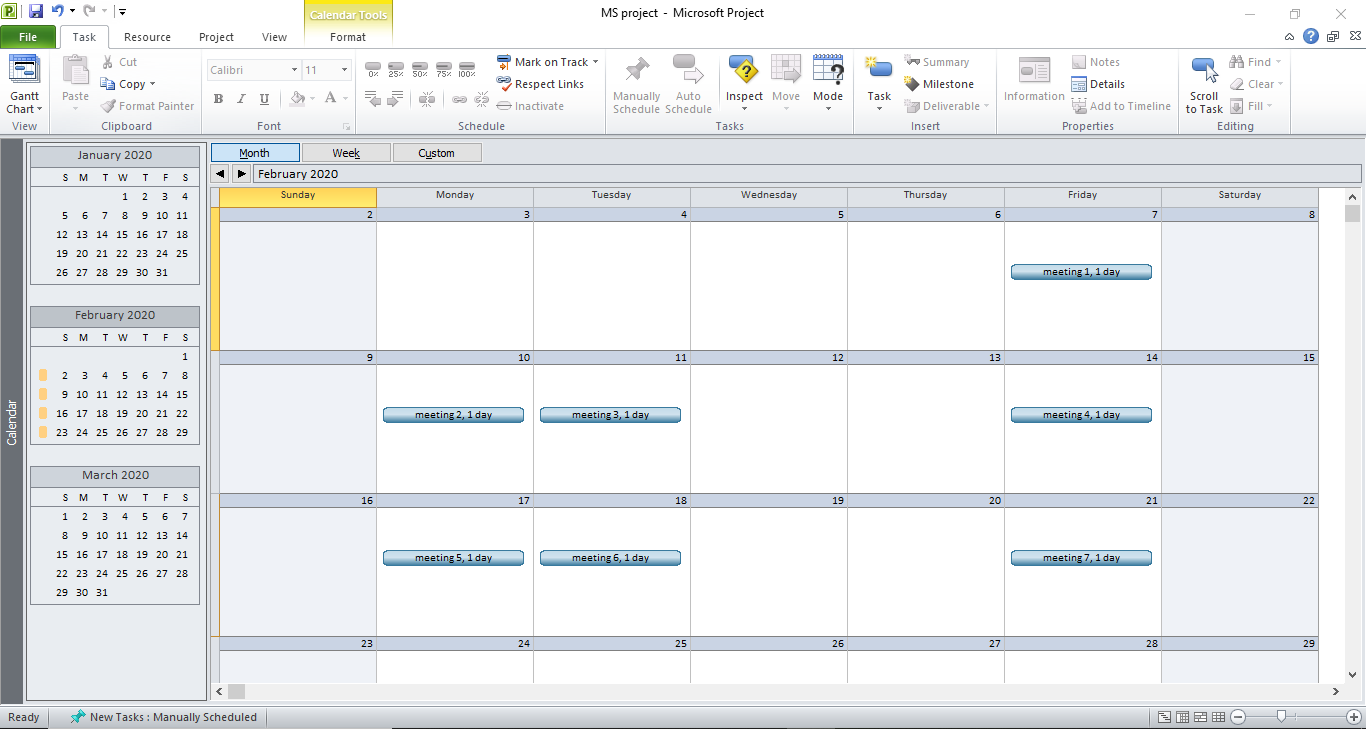 Calendar Tools
MS project - Microsoft Project
File Task Resource Project View Format
Gantt Chart
View
Paste
Cut
Copy
Format Painter
Clipboard
Calibri 11
B I U A
Font
0% 25% 50% 75% 100%
Mark on Track
Respect Links
Inactivate
Schedule
Manually Schedule
Auto Schedule
Inspect
Move
Mode
Tasks
Task
Summary
Milestone
Deliverable
Insert
Information
Notes
Details
Add to Timeline
Properties
Scroll to Task
Find
Clear
Fill
Editing
Calendar
January 2020
S M T W T F S
1 2 3 4
5 6 7 8 9 10 11
12 13 14 15 16 17 18
19 20 21 22 23 24 25
26 27 28 29 30 31
February 2020
S M T W T F S
1
2 3 4 5 6 7 8
9 10 11 12 13 14 15
16 17 18 19 20 21 22
23 24 25 26 27 28 29
March 2020
S M T W T F S
1 2 3 4 5 6 7
8 9 10 11 12 13 14
15 16 17 18 19 20 21
22 23 24 25 26 27 28
29 30 31
Month Week Custom
February 2020
Sunday Monday Tuesday Wednesday Thursday Friday Saturday
2 3 4 5 6 7 8
meeting 1, 1 day
9 10 11 12 13 14 15
meeting 2, 1 day meeting 3, 1 day meeting 4, 1 day
16 17 18 19 20 21 22
meeting 5, 1 day meeting 6, 1 day meeting 7, 1 day
23 24 25 26 27 28 29
Ready New Tasks : Manually Scheduled